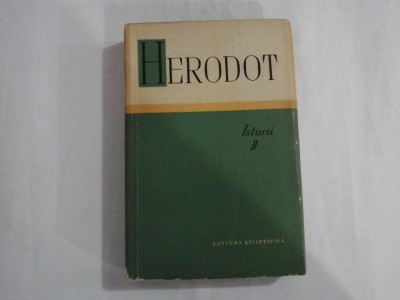 HERODOT
Istorii
II
EDITURA ȘTIINȚIFICĂ